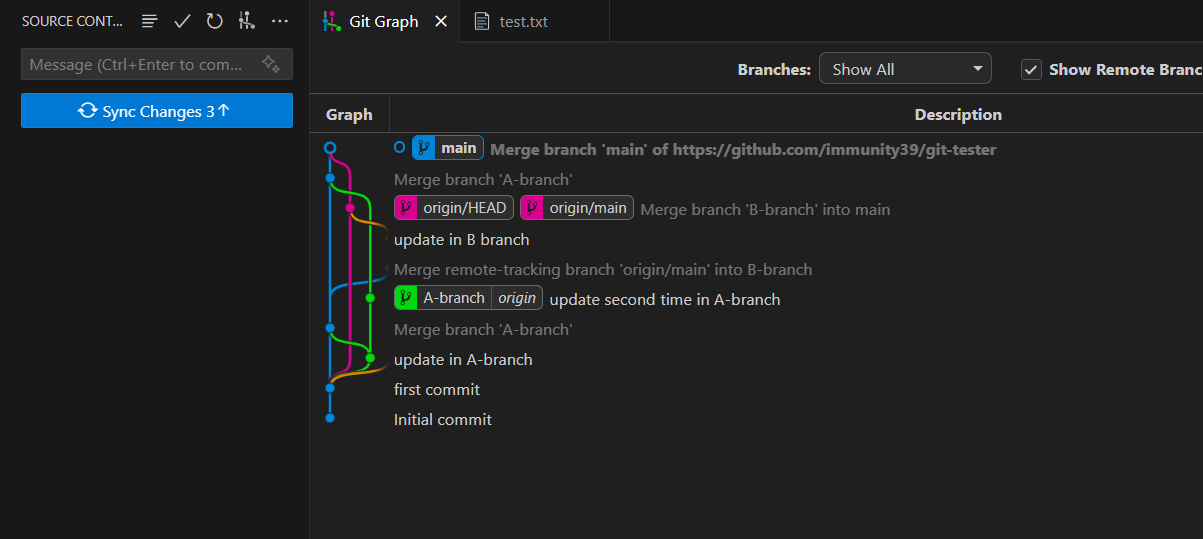 SOURCE CONT...
Git Graph
test.txt
Message (Ctrl+Enter to com...
Sync Changes 3↑
Branches: Show All Show Remote Branc
Graph Description
main Merge branch 'main' of https://github.com/immunity39/git-tester
Merge branch 'A-branch'
origin/HEAD origin/main Merge branch 'B-branch' into main
update in B branch
Merge remote-tracking branch 'origin/main' into B-branch
A-branch origin update second time in A-branch
Merge branch 'A-branch'
update in A-branch
first commit
Initial commit